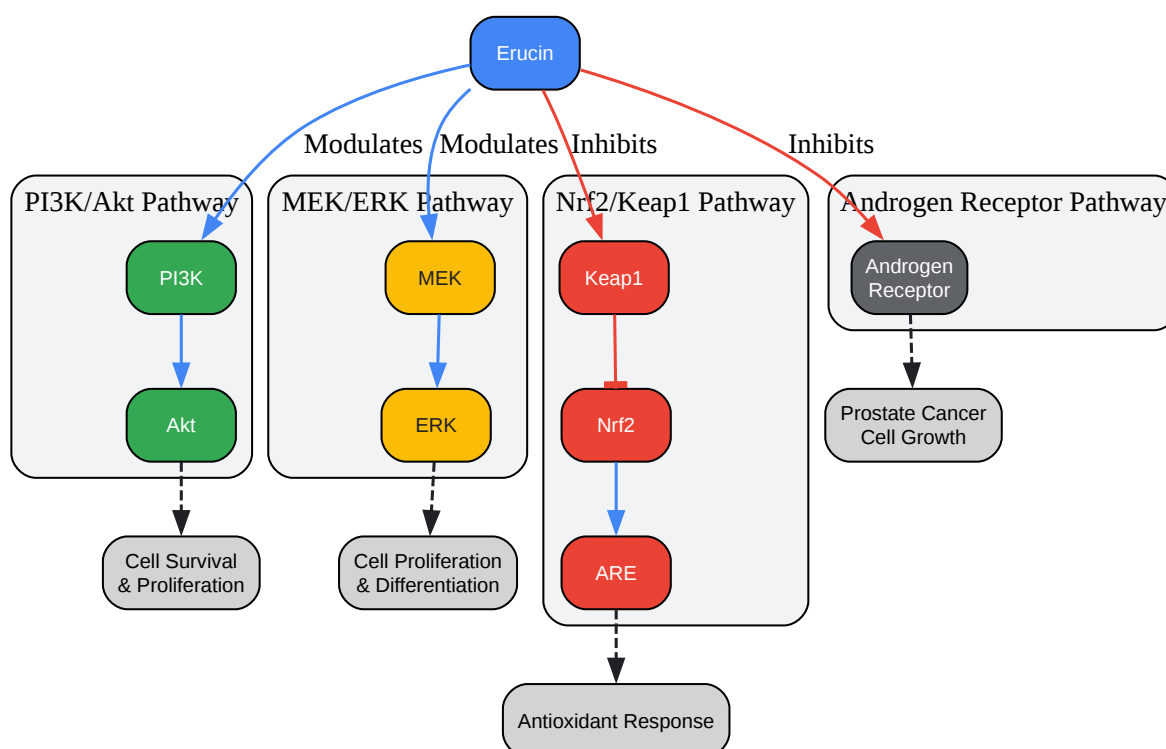 Erucin
Modulates
Modulates
Inhibits
Inhibits
PI3K/Akt Pathway
MEK/ERK Pathway
Nrf2/Keap1 Pathway
Androgen Receptor Pathway
PI3K
MEK
Keap1
Androgen
Receptor
Akt
ERK
Nrf2
Prostate Cancer
Cell Growth
Cell Survival
& Proliferation
Cell Proliferation
& Differentiation
ARE
Antioxidant Response